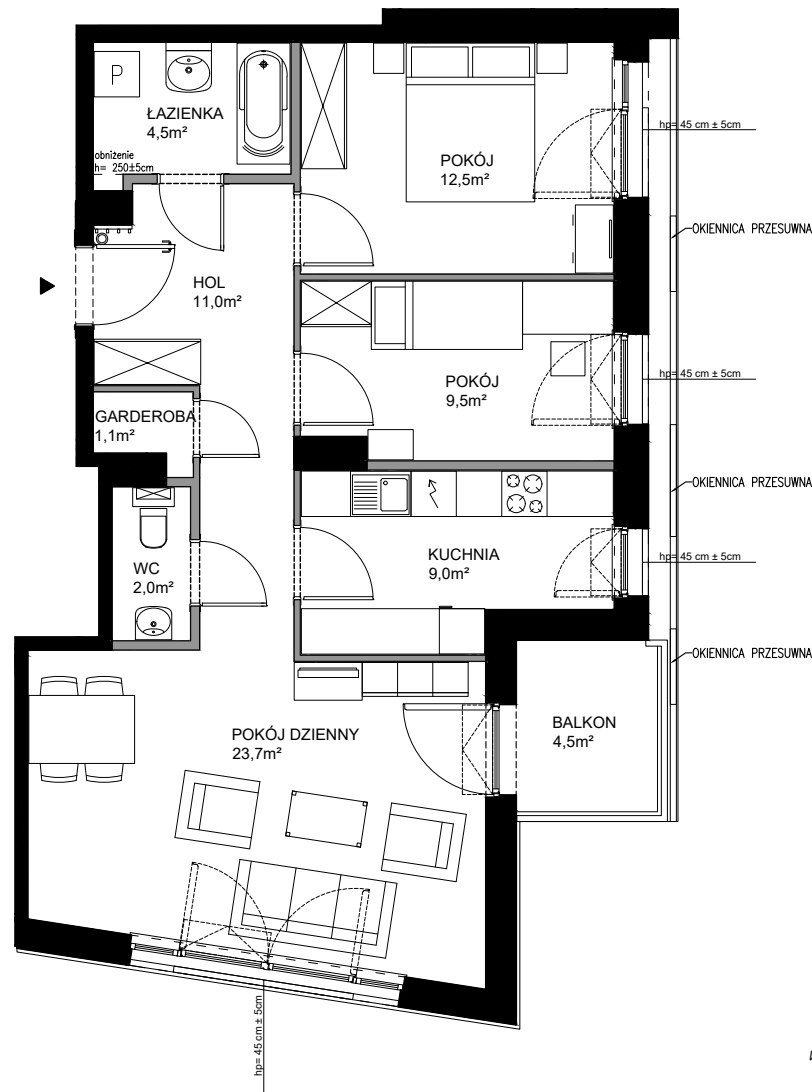 P
ŁAZIENKA
4,5m²
obniżenie
h= 250±5cm
POKÓJ
12,5m²
hp= 45 cm ± 5cm
OKIENNICA PRZESUWNA
HOL
11,0m²
POKÓJ
9,5m²
hp= 45 cm ± 5cm
GARDEROBA
1,1m²
OKIENNICA PRZESUWNA
KUCHNIA
9,0m²
hp= 45 cm ± 5cm
WC
2,0m²
OKIENNICA PRZESUWNA
POKÓJ DZIENNY
23,7m²
BALKON
4,5m²
hp= 45 cm ± 5cm